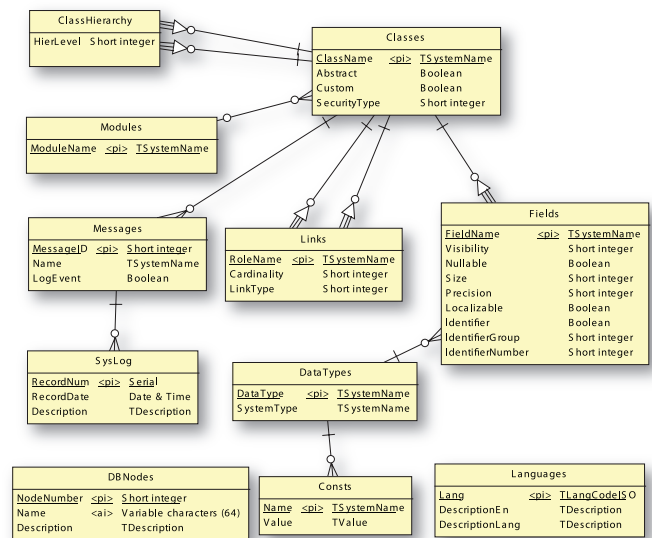 ClassHierarchy
HierLevel Short integer
Classes
ClassName <pi> TSystemName
Abstract Boolean
Custom Boolean
SecurityType Short integer
Modules
ModuleName <pi> TSystemName
Messages
MessageID <pi> Short integer
Name TSystemName
LogEvent Boolean
Links
RoleName <pi> TSystemName
Cardinality Short integer
LinkType Short integer
Fields
FieldName <pi> TSystemName
Visibility Short integer
Nullable Boolean
Size Short integer
Precision Short integer
Localizable Boolean
Identifier Boolean
IdentifierGroup Short integer
IdentifierNumber Short integer
SysLog
RecordNum <pi> Serial
RecordDate Date & Time
Description TDescription
DataTypes
DataType <pi> TSystemName
SystemType TSystemName
DBNodes
NodeNumber <pi> Short integer
Name <ai> Variable characters (64)
Description TDescription
Consts
Name <pi> TSystemName
Value TValue
Languages
Lang <pi> TLangCodeISO
DescriptionEn TDescription
DescriptionLang TDescription